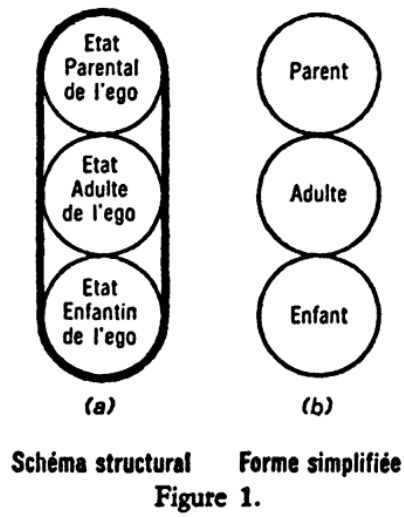 Etat
Parental
de l'ego
Parent
Etat
Adulte
de l'ego
Adulte
Etat
Enfantin
de l'ego
Enfant
(a)
(b)
Schéma structural
Forme simplifiée
Figure 1.